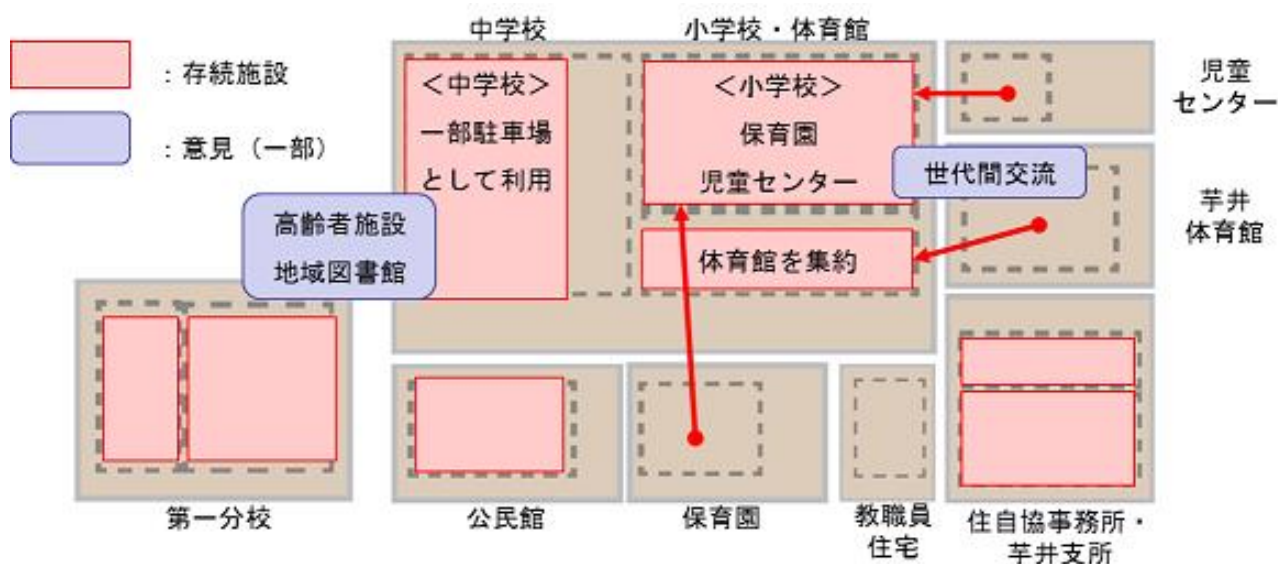 中学校
小学校・体育館
：存続施設
：意見（一部）
＜中学校＞
一部駐車場
として利用
＜小学校＞
保育園
児童センター
児童
センター
世代間交流
芋井
体育館
高齢者施設
地域図書館
体育館を集約
第一分校
公民館
保育園
教職員
住宅
住自協事務所・
芋井支所